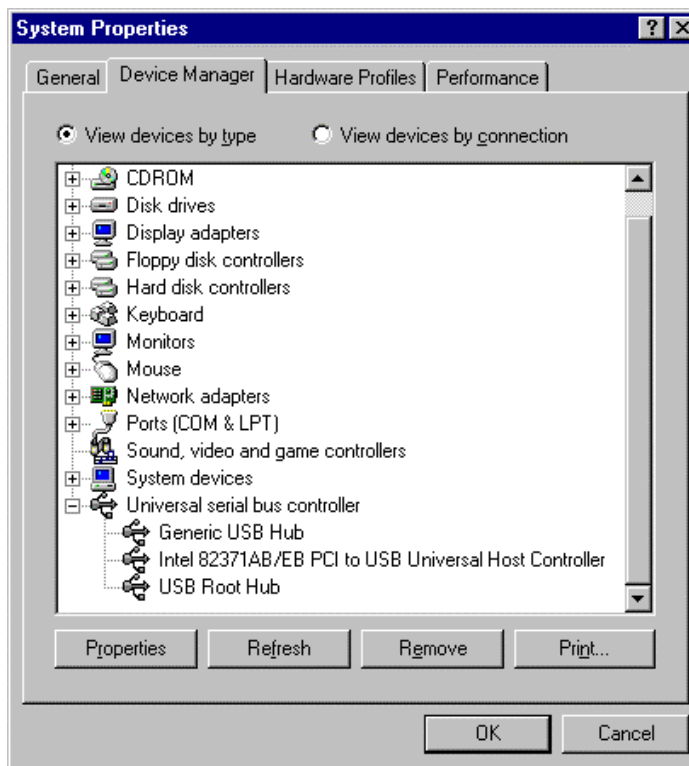 System Properties
General Device Manager Hardware Profiles Performance
View devices by type View devices by connection
CDROM
Disk drives
Display adapters
Floppy disk controllers
Hard disk controllers
Keyboard
Monitors
Mouse
Network adapters
Ports (COM & LPT)
Sound, video and game controllers
System devices
Universal serial bus controller
Generic USB Hub
Intel 82371AB/EB PCI to USB Universal Host Controller
USB Root Hub
Properties Refresh Remove Print...
OK Cancel